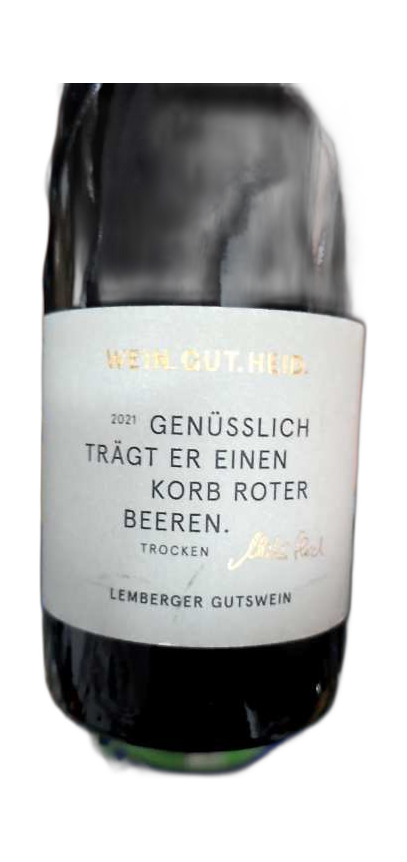 WEIN.GUT.HEID.
2021 GENÜSSLICH
TRÄGT ER EINEN
KORB ROTER
BEEREN.
TROCKEN
LEMBERGER GUTSWEIN